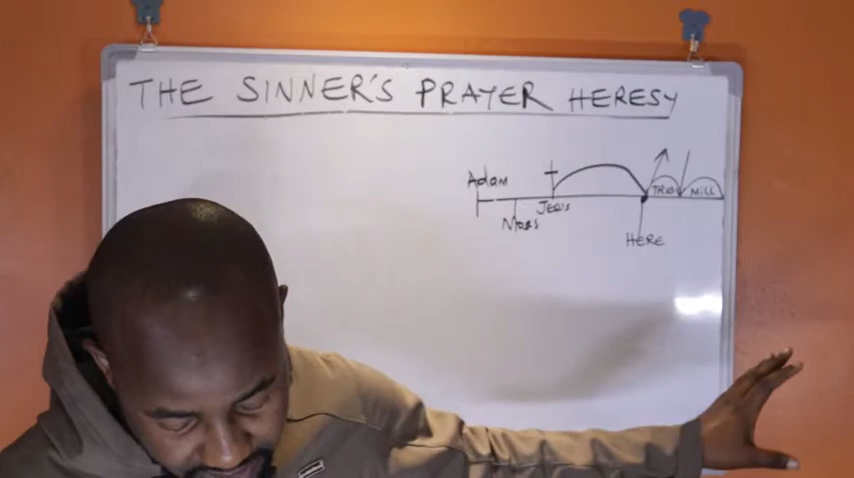 THE SINNER'S PRAYER HERESY
Adam
TRIB MILL
JESUS
Moses
HERE